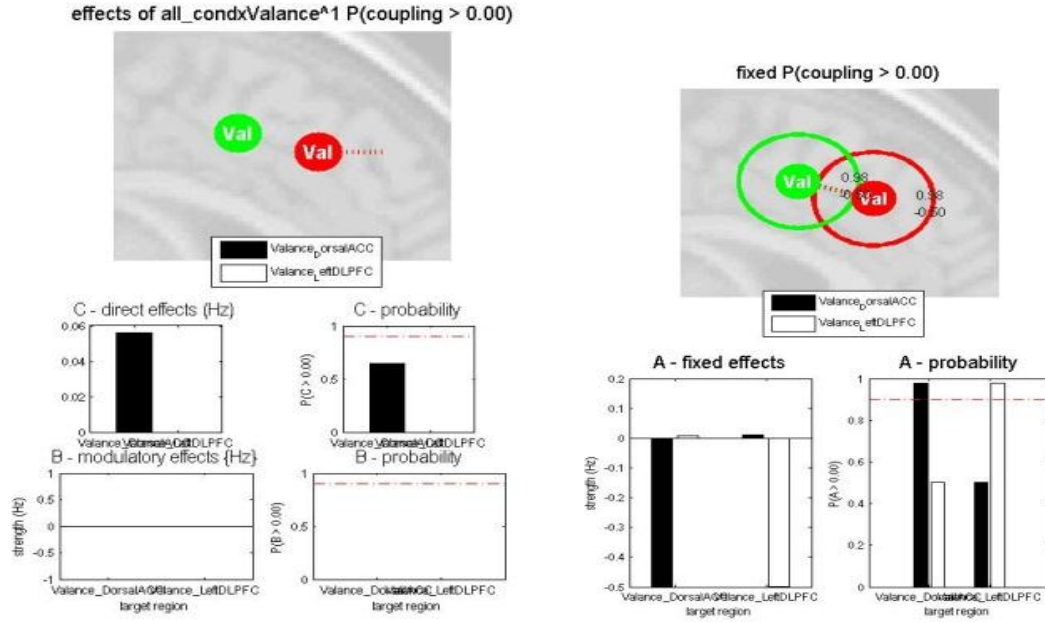 effects of all_condxValance^1 P(coupling > 0.00)
Val
Val
Valance_DorsalACC
Valance_LeftDLPFC
C - direct effects (Hz)
0.06
0.04
0.02
0
C - probability
P(C > 0.00)
1
0.5
0
B - modulatory effects {Hz}
strength (Hz)
1
0.5
0
-0.5
-1
Valance_DorsalACC
Valance_LeftDLPFC
target region
B - probability
P(B > 0.00)
1
0.5
0
target region
fixed P(coupling > 0.00)
Val
0.98
Val
0.98
-0.50
Valance_DorsalACC
Valance_LeftDLPFC
A - fixed effects
strength (Hz)
0.2
0.1
0
-0.1
-0.2
-0.3
-0.4
-0.5
Valance_DorsalACC
Valance_LeftDLPFC
target region
A - probability
P(A > 0.00)
1
0.8
0.6
0.4
0.2
0
target region